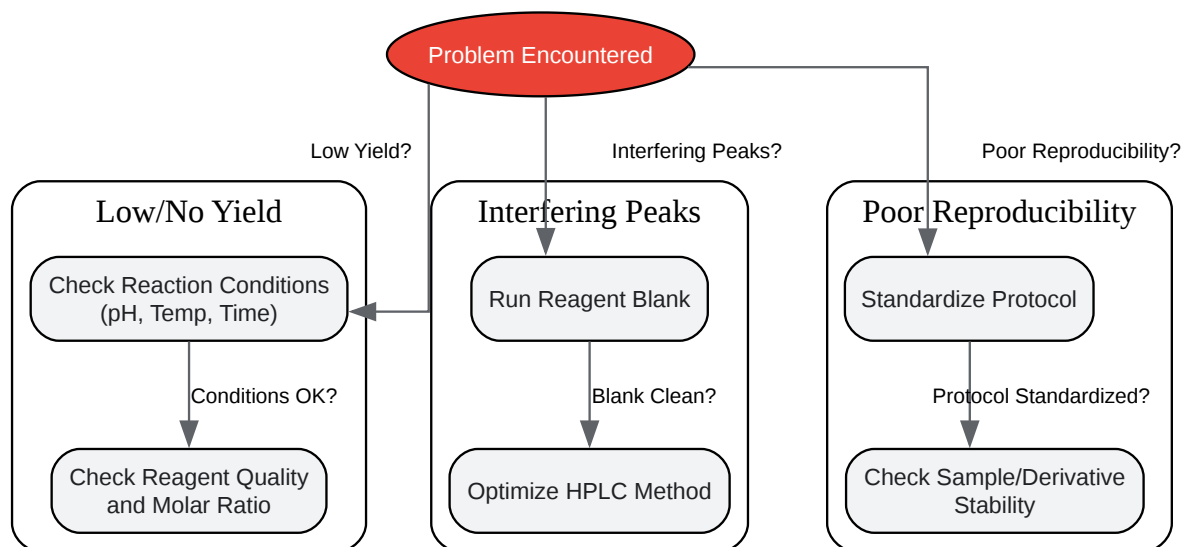 Problem Encountered
Low Yield?
Interfering Peaks?
Poor Reproducibility?
Low/No Yield
Interfering Peaks
Poor Reproducibility
Check Reaction Conditions
(pH, Temp, Time)
Run Reagent Blank
Standardize Protocol
Conditions OK?
Blank Clean?
Protocol Standardized?
Check Reagent Quality
and Molar Ratio
Optimize HPLC Method
Check Sample/Derivative
Stability